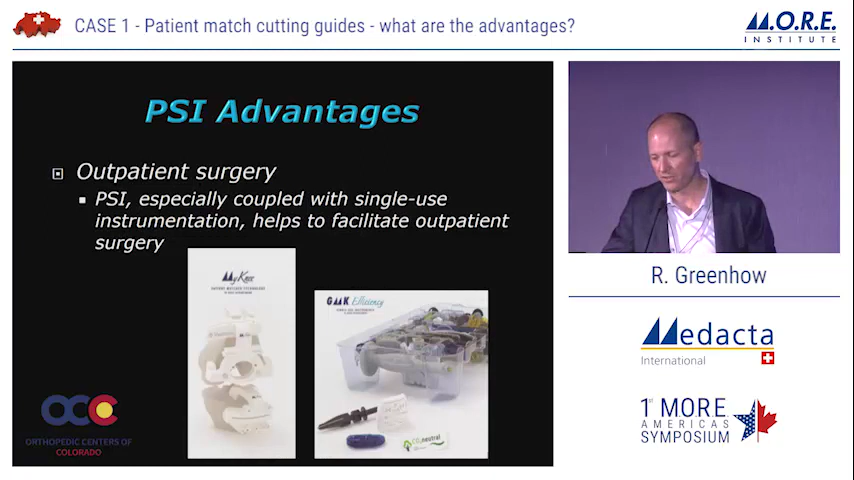 CASE 1 - Patient match cutting guides - what are the advantages?
M.O.R.E.
INSTITUTE
PSI Advantages
Outpatient surgery
PSI, especially coupled with single-use
instrumentation, helps to facilitate outpatient
surgery
MyKnee
GMK Efficiency
CO2 neutral
OCC
ORTHOPEDIC CENTERS OF
COLORADO
R. Greenhow
Medacta
International
1st MORE
AMERICAS
SYMPOSIUM